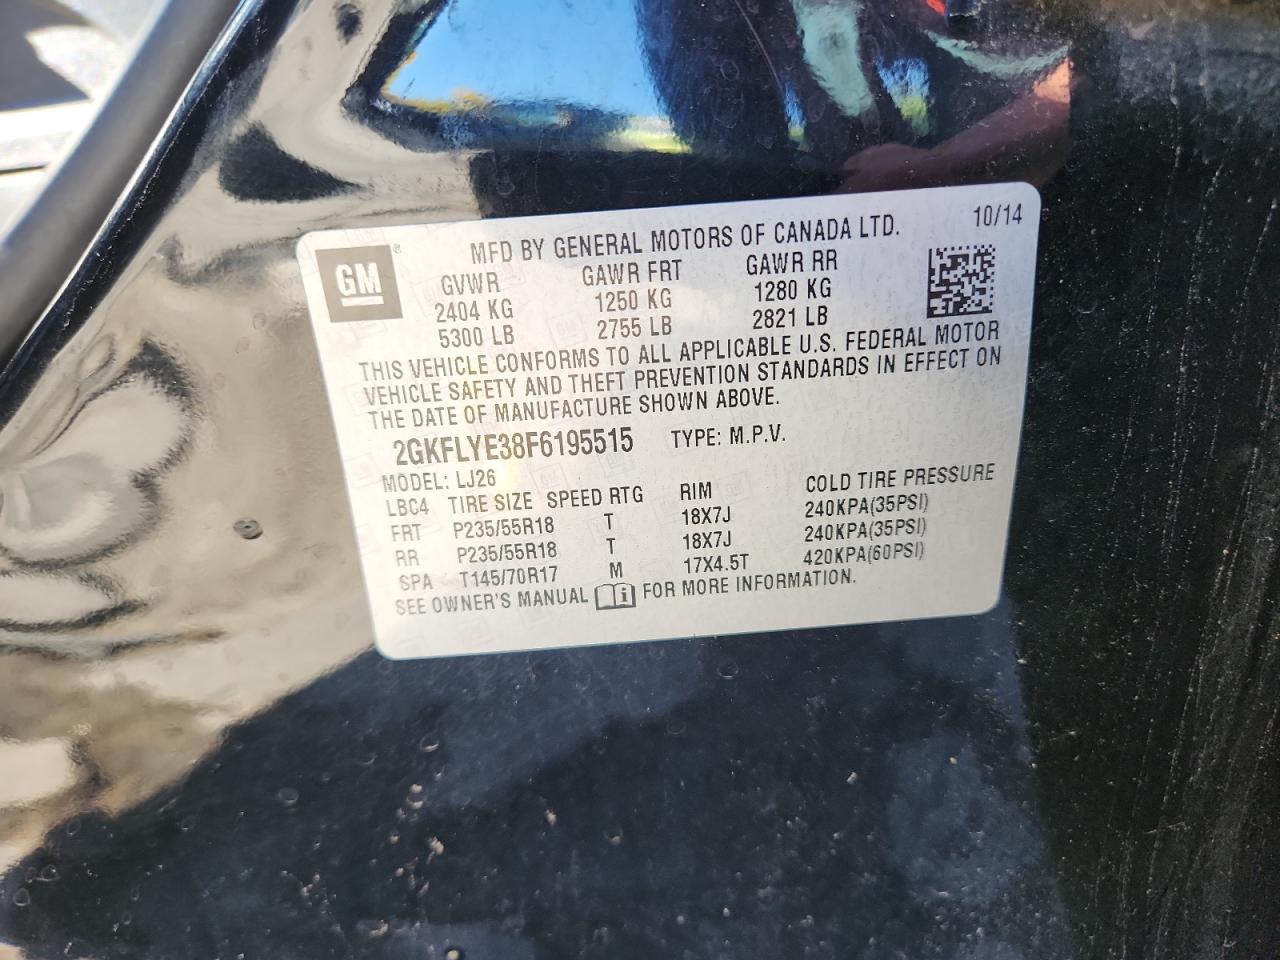 MFD BY GENERAL MOTORS OF CANADA LTD. 10/14
GM ®
GVWR GAWR FRT GAWR RR
2404 KG 1250 KG 1280 KG
5300 LB 2755 LB 2821 LB
THIS VEHICLE CONFORMS TO ALL APPLICABLE U.S. FEDERAL MOTOR
VEHICLE SAFETY AND THEFT PREVENTION STANDARDS IN EFFECT ON
THE DATE OF MANUFACTURE SHOWN ABOVE.
2GKFLYE38F6195515 TYPE: M.P.V.
MODEL: LJ26
LBC4 TIRE SIZE SPEED RTG RIM COLD TIRE PRESSURE
FRT P235/55R18 T 18X7J 240KPA(35PSI)
RR P235/55R18 T 18X7J 240KPA(35PSI)
SPA T145/70R17 M 17X4.5T 420KPA(60PSI)
SEE OWNER'S MANUAL i FOR MORE INFORMATION.